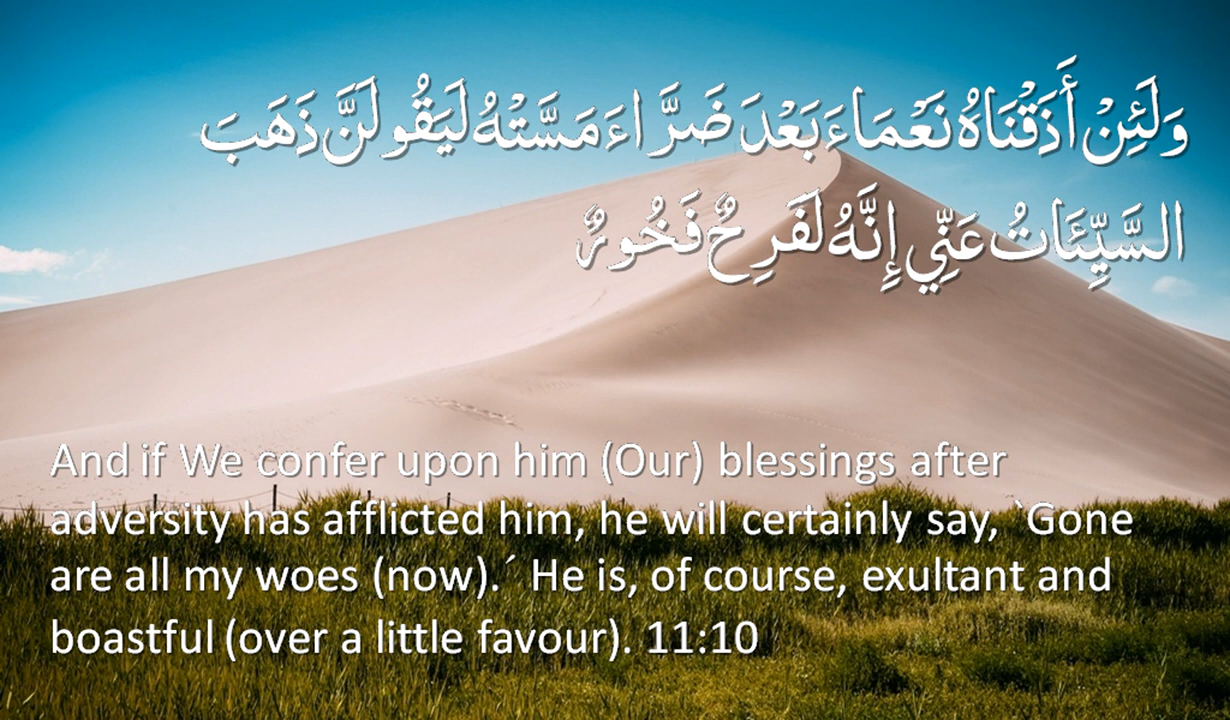 وَلَئِنْ أَذَقْنَاهُ نَعْمَاءَ بَعْدَ ضَرَّاءَ مَسَّتْهُ لَيَقُولَنَّ ذَهَبَ
السَّيِّئَاتُ عَنِّي إِنَّهُ لَفَرِحٌ فَخُورٌ
And if We confer upon him (Our) blessings after
adversity has afflicted him, he will certainly say, `Gone
are all my woes (now).´ He is, of course, exultant and
boastful (over a little favour). 11:10